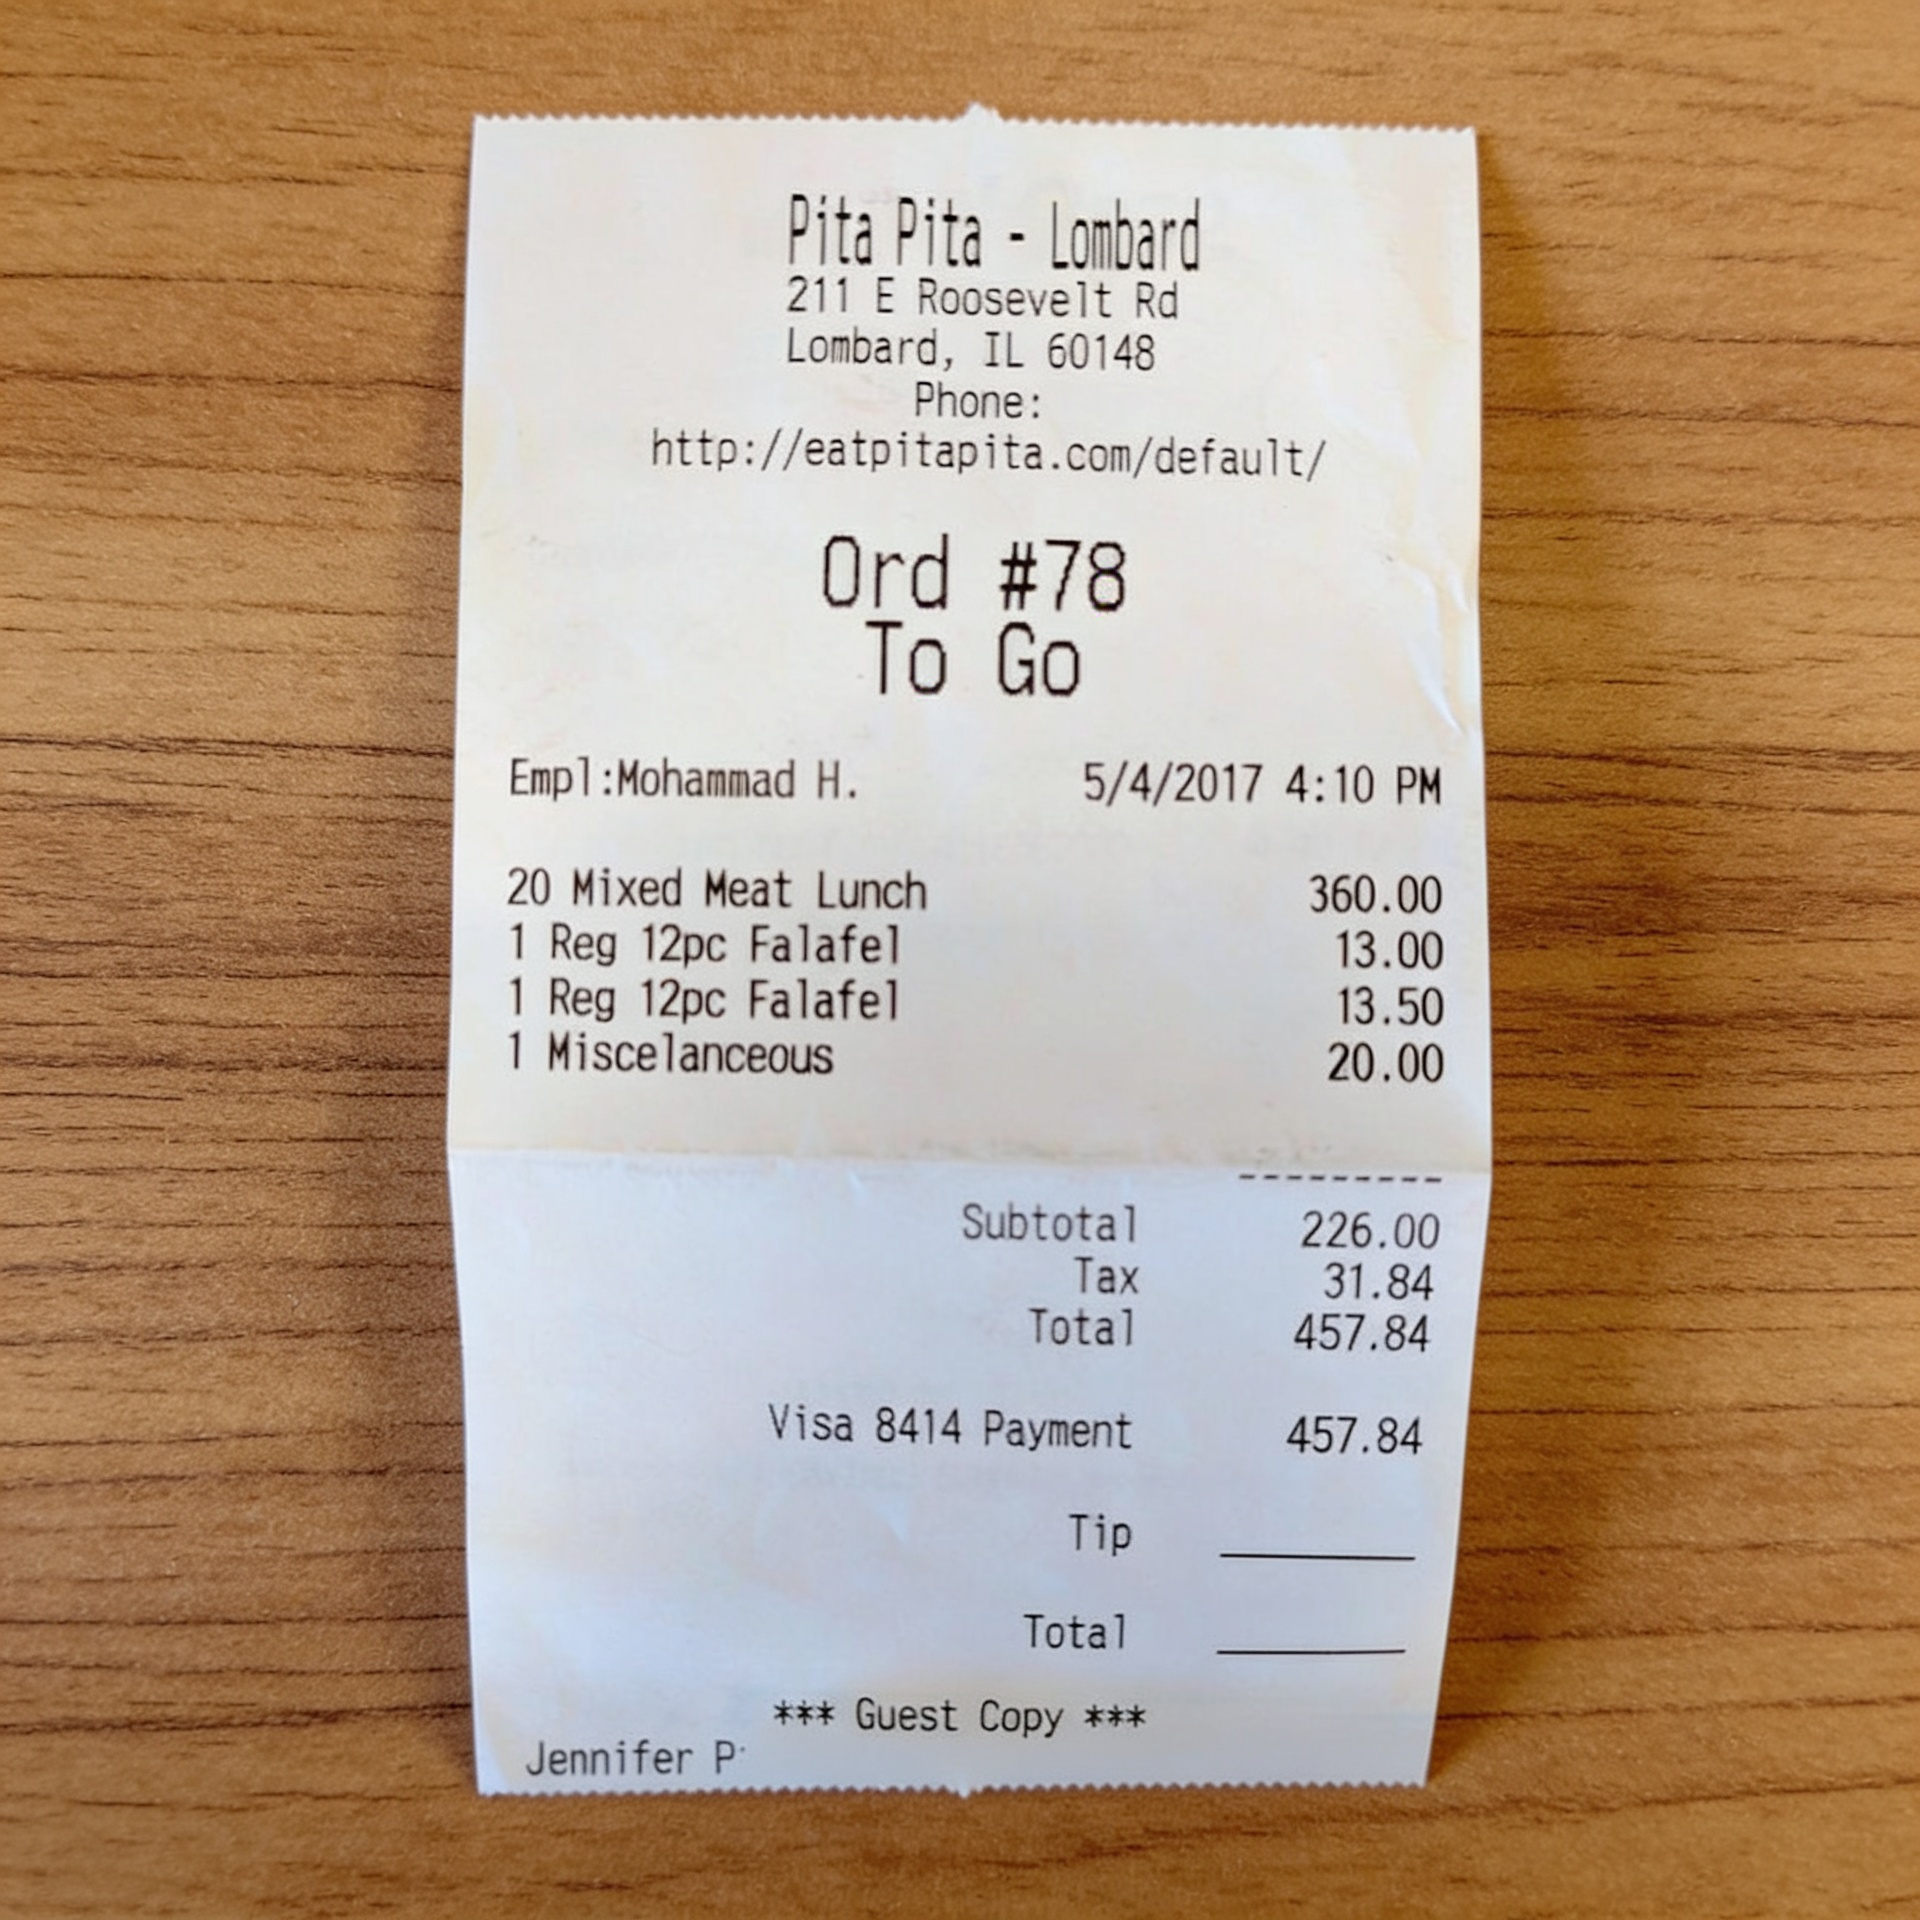 Pita Pita - Lombard
211 E Roosevelt Rd
Lombard, IL 60148
Phone:
http://eatpitapita.com/default/
Ord #78
To Go
Empl:Mohammad H. 5/4/2017 4:10 PM
20 Mixed Meat Lunch 360.00
1 Reg 12pc Falafel 13.00
1 Reg 12pc Falafel 13.50
1 Miscelanceous 20.00
---------
Subtotal 226.00
Tax 31.84
Total 457.84
Visa 8414 Payment 457.84
Tip
Total
*** Guest Copy ***
Jennifer P